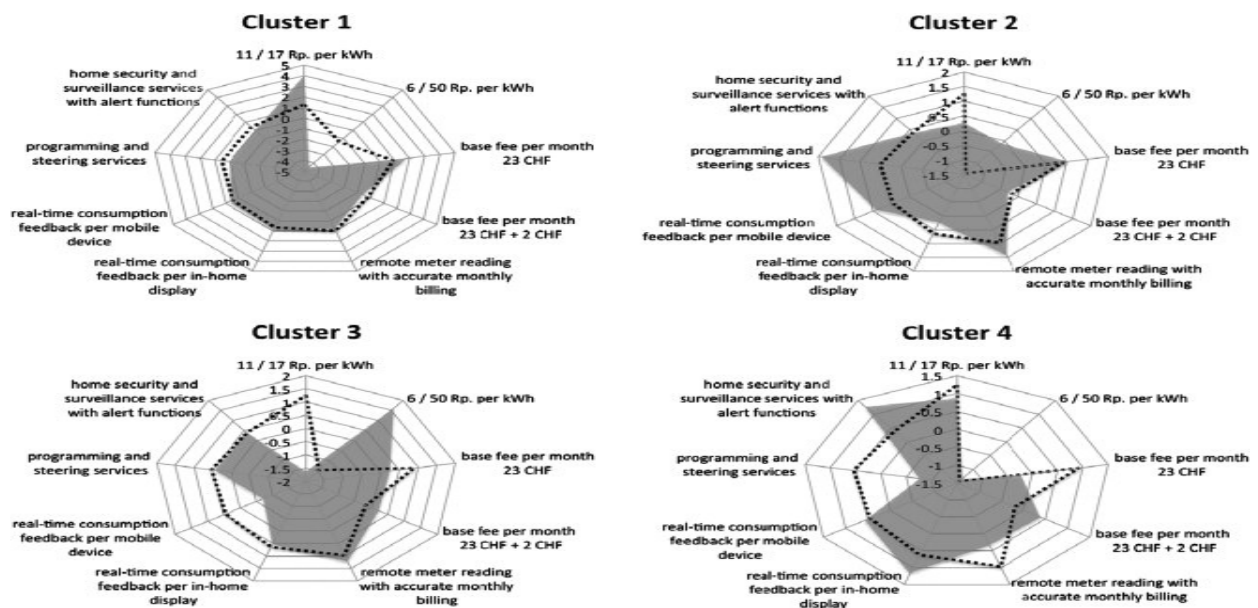 Cluster 1
11 / 17 Rp. per kWh
6 / 50 Rp. per kWh
base fee per month
23 CHF
base fee per month
23 CHF + 2 CHF
remote meter reading
with accurate monthly
billing
real-time consumption
feedback per in-home
display
real-time consumption
feedback per mobile
device
programming and
steering services
home security and
surveillance services
with alert functions
5
4
3
2
1
0
-1
-2
-3
-4
-5
Cluster 2
11 / 17 Rp. per kWh
6 / 50 Rp. per kWh
base fee per month
23 CHF
base fee per month
23 CHF + 2 CHF
remote meter reading with
accurate monthly billing
real-time consumption
feedback per in-home
display
real-time consumption
feedback per mobile device
programming and
steering services
home security and
surveillance services with
alert functions
2
1.5
1
0.5
0
-0.5
-1
-1.5
Cluster 3
11 / 17 Rp. per kWh
6 / 50 Rp. per kWh
base fee per month
23 CHF
base fee per month
23 CHF + 2 CHF
remote meter reading
with accurate monthly
billing
real-time consumption
feedback per in-home
display
real-time consumption
feedback per mobile
device
programming and
steering services
home security and
surveillance services
with alert functions
2
1.5
1
0.5
0
-0.5
-1
-1.5
-2
Cluster 4
11 / 17 Rp. per kWh
6 / 50 Rp. per kWh
base fee per month
23 CHF
base fee per month
23 CHF + 2 CHF
remote meter reading with
accurate monthly billing
real-time consumption
feedback per in-home
display
real-time consumption
feedback per mobile
device
programming and
steering services
home security and
surveillance services with
alert functions
1.5
1
0.5
0
-0.5
-1
-1.5